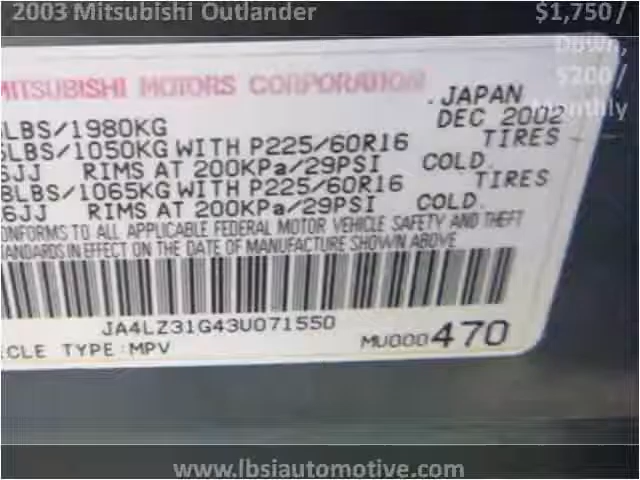 2003 Mitsubishi Outlander
$1,750 /
Down,
$200 /
Monthly
MITSUBISHI MOTORS CORPORATION
. JAPAN
LBS/1980KG DEC 2002
LBS/1050KG WITH P225/60R16 TIRES
6JJ RIMS AT 200KPa/29PSI COLD.
LBS/1065KG WITH P225/60R16 TIRES
6JJ RIMS AT 200KPa/29PSI COLD.
CONFORMS TO ALL APPLICABLE FEDERAL MOTOR VEHICLE SAFETY AND THEFT
STANDARDS IN EFFECT ON THE DATE OF MANUFACTURE SHOWN ABOVE
JA4LZ31G43U071550
ICLE TYPE:MPV MU000470
www.lbsiautomotive.com